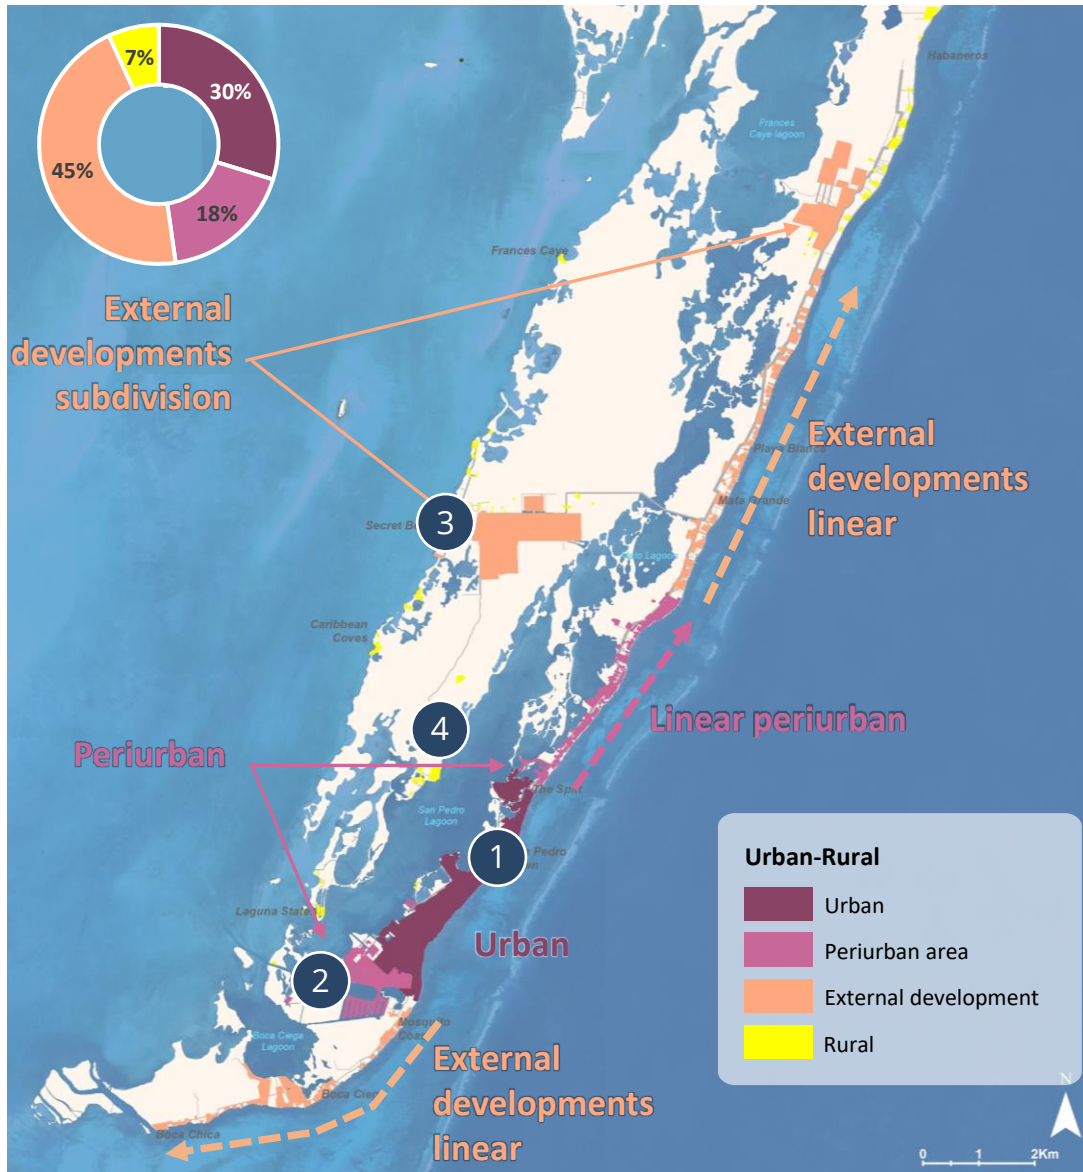 7%
30%
45%
18%
Habaneros
Frances
Caye lagoon
Frances Caye
External
developments
subdivision
External
developments
linear
Playa Blanca
Mata Grande
Secret
3
Lagoon
Caribbean
Coves
Linear periurban
4
Periurban
The Spit
San Pedro
Lagoon
1
Pedro
Laguna State
Urban
2
Mosquito
Boca Ciega
Lagoon
External
developments
linear
Boca
Boca Chica
Urban-Rural
Urban
Periurban area
External development
Rural
N
0 1 2Km